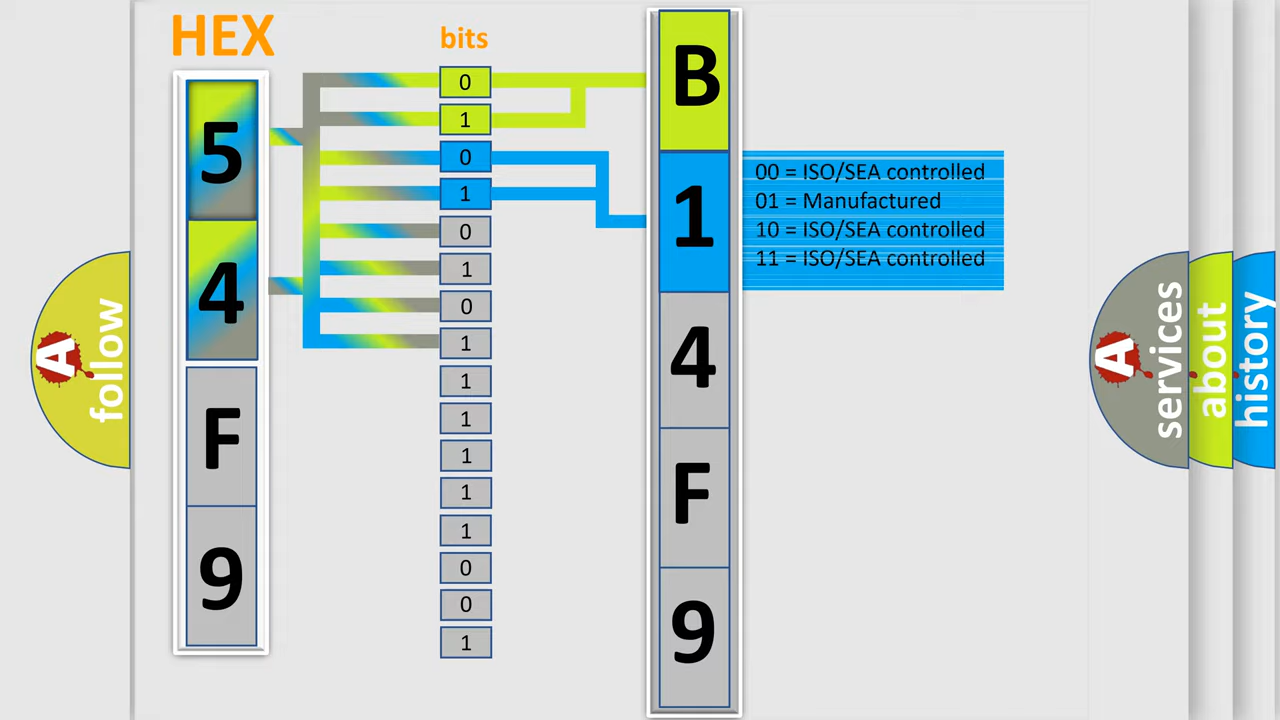 HEX
bits
5
4
F
9
0
1
0
1
0
1
0
1
1
1
1
1
1
0
0
1
B
1
4
F
9
00 = ISO/SEA controlled
01 = Manufactured
10 = ISO/SEA controlled
11 = ISO/SEA controlled
A
follow
A
services
about
history